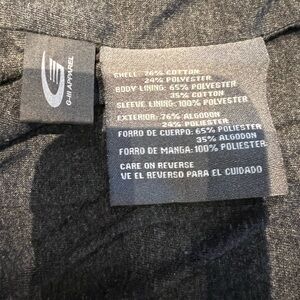 G-III APPAREL
SHELL: 76% COTTON
24% POLYESTER
BODY LINING: 65% POLYESTER
35% COTTON
SLEEVE LINING: 100% POLYESTER
EXTERIOR: 76% ALGODON
24% POLIESTER
FORRO DE CUERPO: 65% POLIESTER
35% ALGODON
FORRO DE MANGA: 100% POLIESTER
CARE ON REVERSE
VE EL REVERSO PARA EL CUIDADO